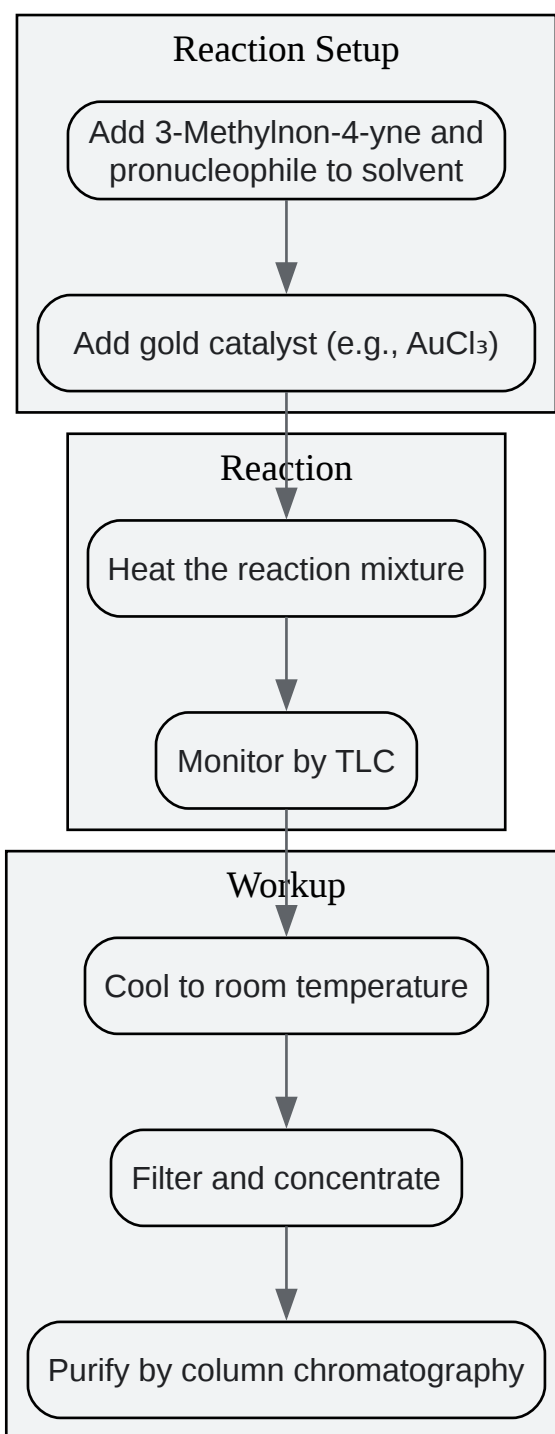 Reaction Setup
Add 3-Methylnon-4-yne and
pronucleophile to solvent
Add gold catalyst (e.g., AuCl₃)
Reaction
Heat the reaction mixture
Monitor by TLC
Workup
Cool to room temperature
Filter and concentrate
Purify by column chromatography